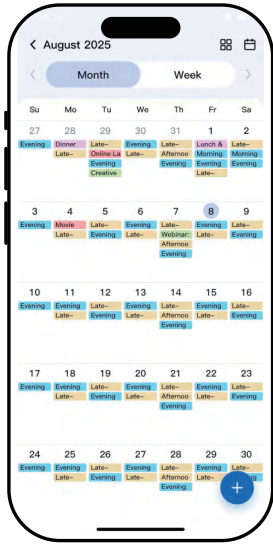 August 2025
Month Week
Su Mo Tu We Th Fr Sa
27 28 29 30 31 1 2
Evening Dinner Late- Evening Late- Lunch & Late-
Late- Online La Late- Afternoo Morning Morning
Evening Evening Evening Evening
Creative Late-
3 4 5 6 7 8 9
Evening Movie Late- Evening Late- Evening Late-
Late- Evening Late- Webinar: Late- Evening
Afternoo
Evening
10 11 12 13 14 15 16
Evening Evening Late- Evening Late- Evening Late-
Late- Evening Late- Afternoo Late- Evening
Evening
17 18 19 20 21 22 23
Evening Evening Late- Evening Late- Evening Late-
Late- Evening Late- Afternoo Late- Evening
Evening
24 25 26 27 28 29 30
Evening Evening Late- Evening Late- Evening Late-
Late- Evening Late- Afternoo Late-
Evening